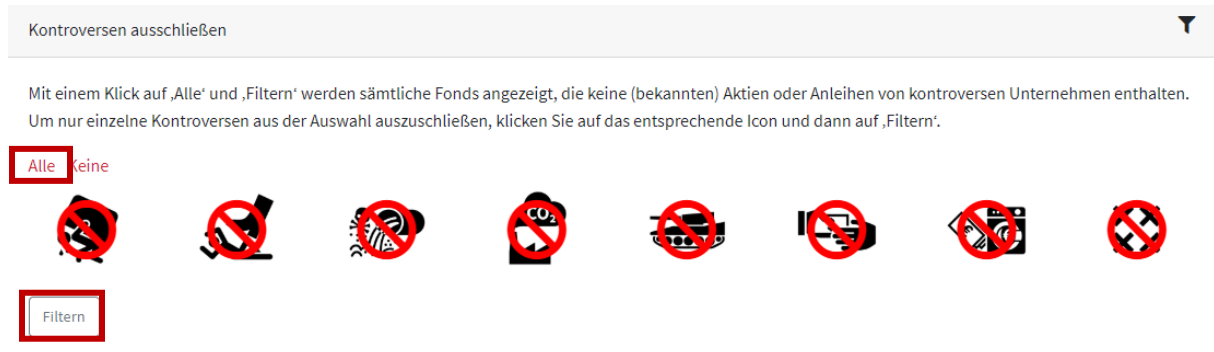 Kontroversen ausschließen
Mit einem Klick auf ‚Alle‘ und ‚Filtern‘ werden sämtliche Fonds angezeigt, die keine (bekannten) Aktien oder Anleihen von kontroversen Unternehmen enthalten.
Um nur einzelne Kontroversen aus der Auswahl auszuschließen, klicken Sie auf das entsprechende Icon und dann auf ‚Filtern‘.
Alle Keine
CO2
Filtern